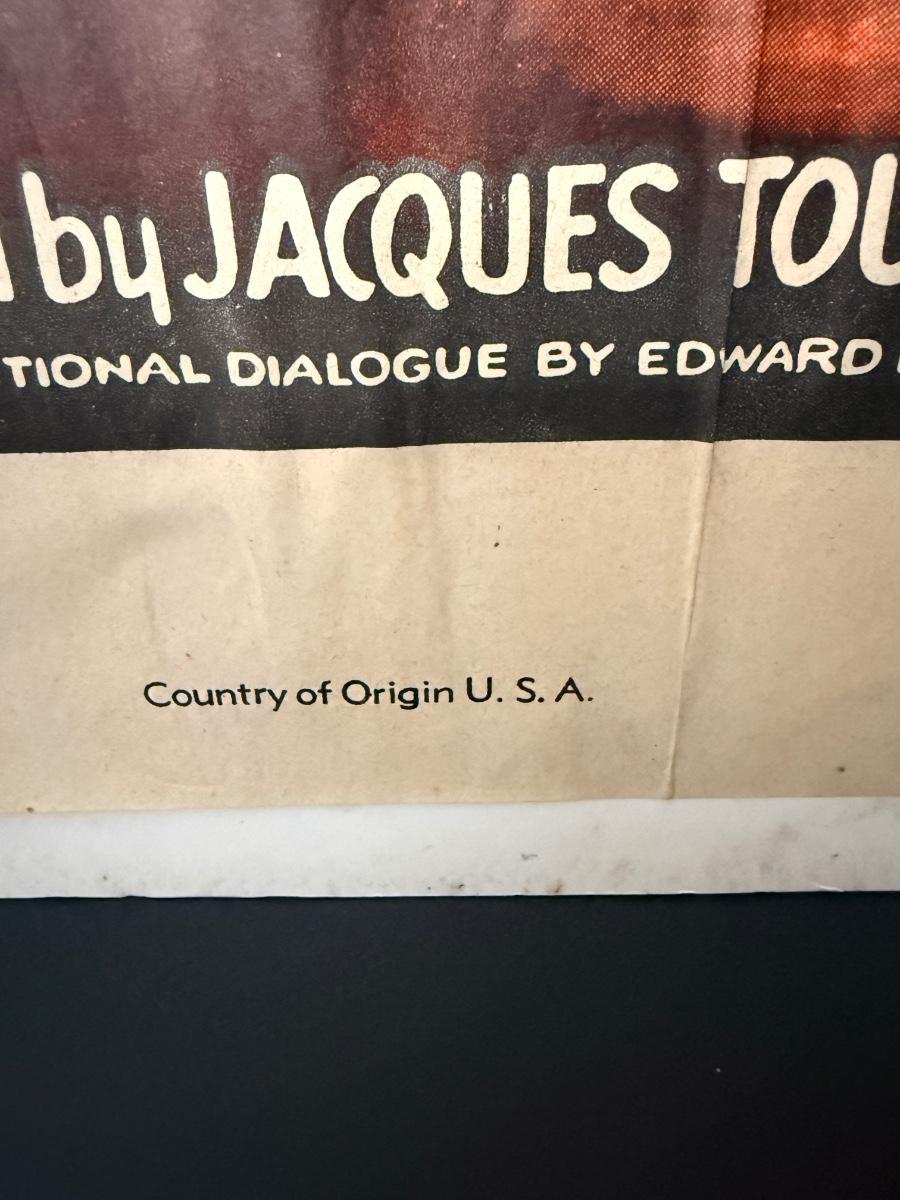 by JACQUES TOU
TIONAL DIALOGUE BY EDWARD
Country of Origin U. S. A.